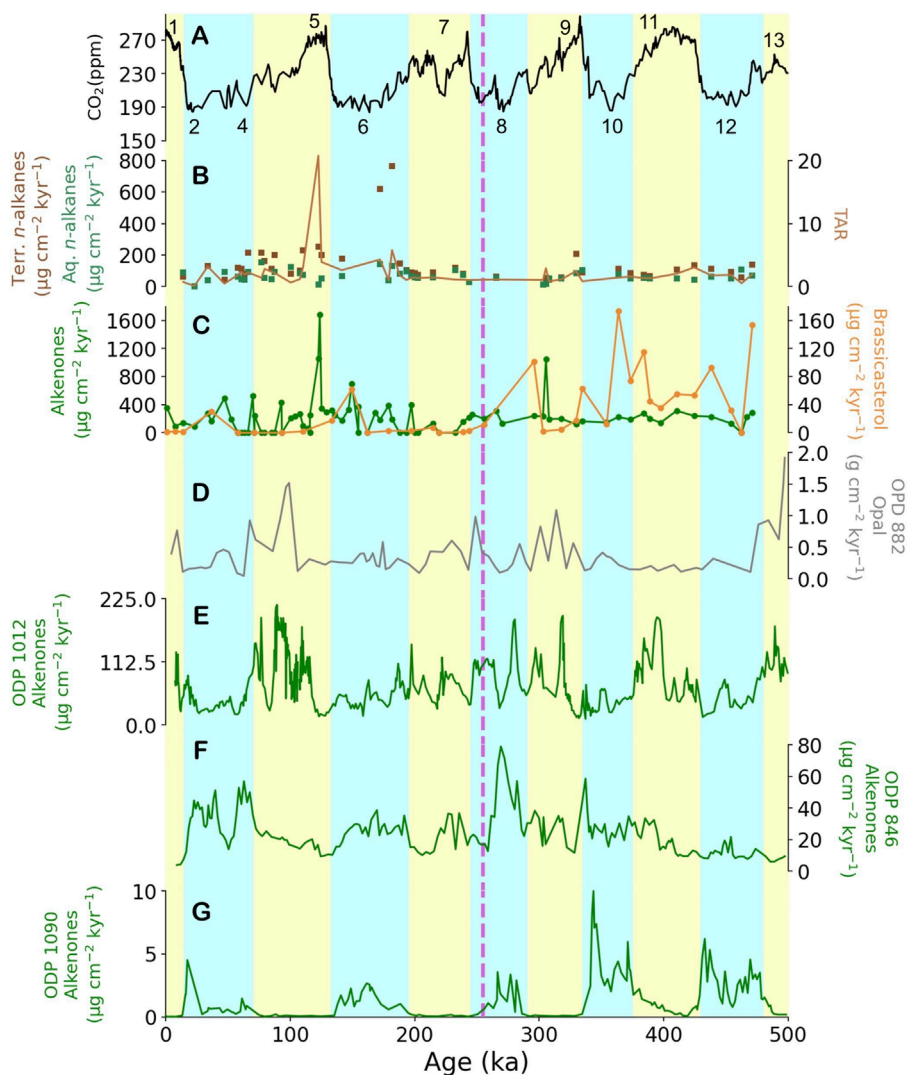 A
1
5
7
9
11
13
2
4
6
8
10
12
CO₂(ppm)
270
230
190
150
B
Terr. n-alkanes
(µg cm⁻² kyr⁻¹)
Aq. n-alkanes
(µg cm⁻² kyr⁻¹)
800
600
400
200
0
20
10
0
TAR
C
Alkenones
(µg cm⁻² kyr⁻¹)
1600
1200
800
400
0
160
120
80
40
0
Brassicasterol
(µg cm⁻² kyr⁻¹)
D
2.0
1.5
1.0
0.5
0.0
OPD 882
Opal
(g cm⁻² kyr⁻¹)
E
ODP 1012
Alkenones
(µg cm⁻² kyr⁻¹)
225.0
112.5
0.0
F
80
60
40
20
0
ODP 846
Alkenones
(µg cm⁻² kyr⁻¹)
G
ODP 1090
Alkenones
(µg cm⁻² kyr⁻¹)
10
5
0
0
100
200
300
400
500
Age (ka)